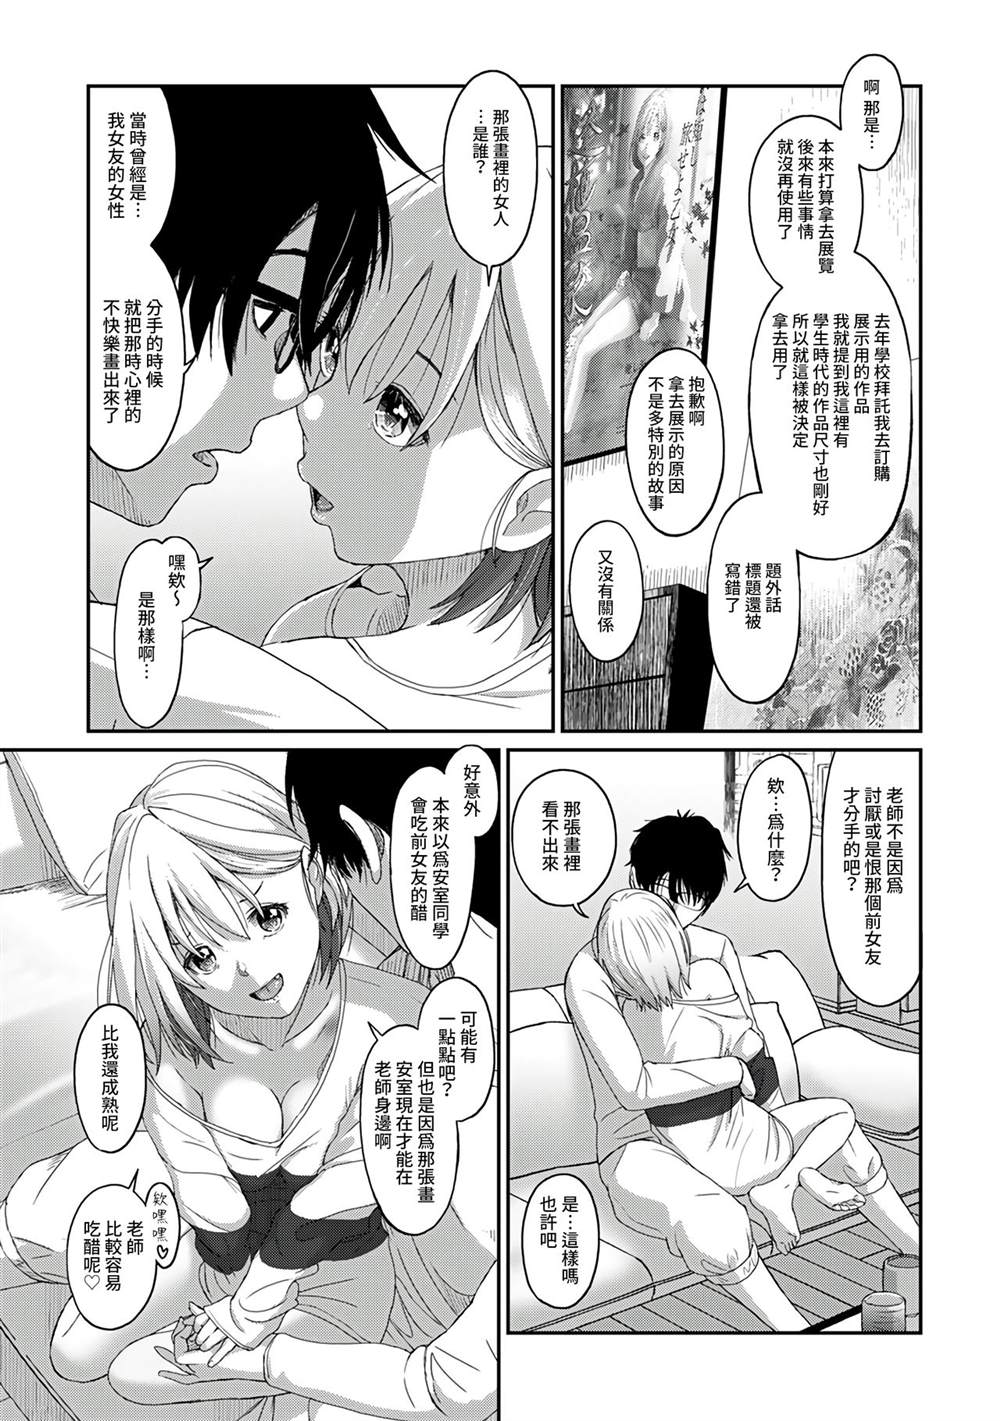 啊 那是…
本來打算拿去展覽
後來有些事情
就沒再使用了
去年學校拜託我去訂購
展示用的作品
我就提到我這裡有
學生時代的作品尺寸也剛好
所以就這樣被決定
拿去用了
抱歉啊
拿去展示的原因
不是多特別的故事
題外話
標題還被
寫錯了
又沒有關係
那張畫裡的女人
…是誰？
當時曾經是…
我女友的女性
分手的時候
就把那時心裡的
不快樂畫出來了
嘿欸～
是那樣啊…
老師不是因為
討厭或是恨那個前女友
才分手的吧？
欸…為什麼？
那張畫裡
看不出來
是…這樣嗎
也許吧
好意外
本來以為安室同學
會吃前女友的醋
可能有
一點點吧？
但也是因為那張畫
安室現在才能在
老師身邊啊
比我還成熟呢
欸嘿嘿♥
老師
比較容易
吃醋呢♡